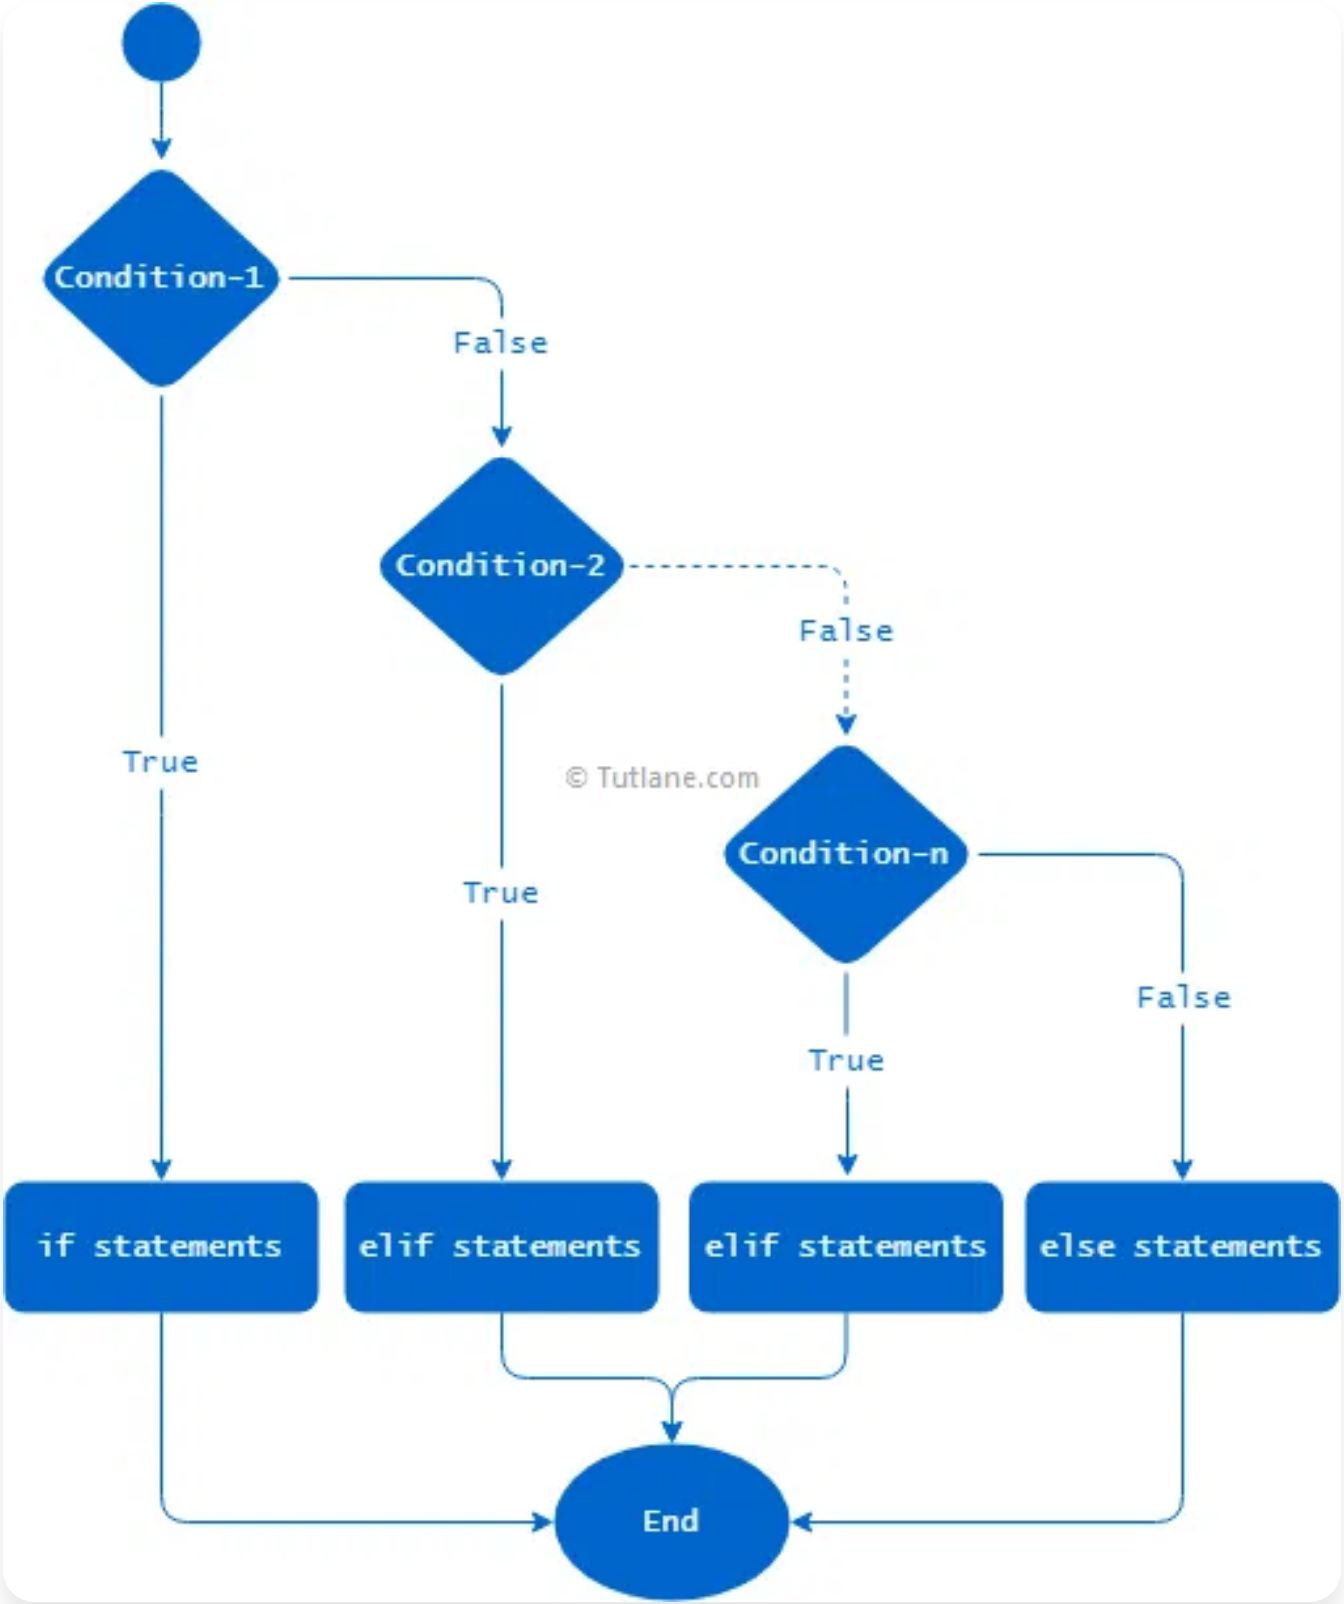 Condition-1
False
Condition-2
False
True
© Tutlane.com
Condition-n
True
False
True
if statements
elif statements
elif statements
else statements
End